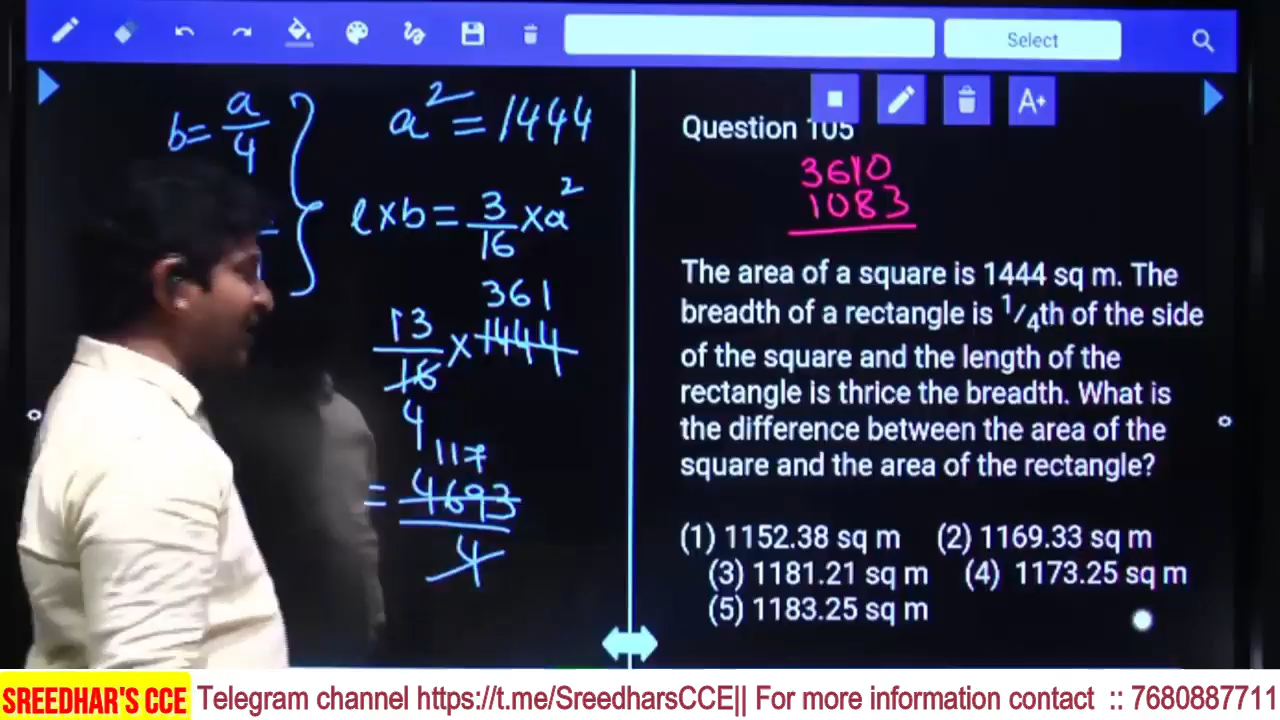 Select
A+
b= a/4
a² = 1444
l×b = 3/16 ×a²
361
13/16 × 1444
4
117
= 4693/4
Question 105
3610
1083
The area of a square is 1444 sq m. The
breadth of a rectangle is 1/4th of the side
of the square and the length of the
rectangle is thrice the breadth. What is
the difference between the area of the
square and the area of the rectangle?
(1) 1152.38 sq m (2) 1169.33 sq m
(3) 1181.21 sq m (4) 1173.25 sq m
(5) 1183.25 sq m
SREEDHAR'S CCE Telegram channel https://t.me/SreedharsCCE|| For more information contact :: 7680887711